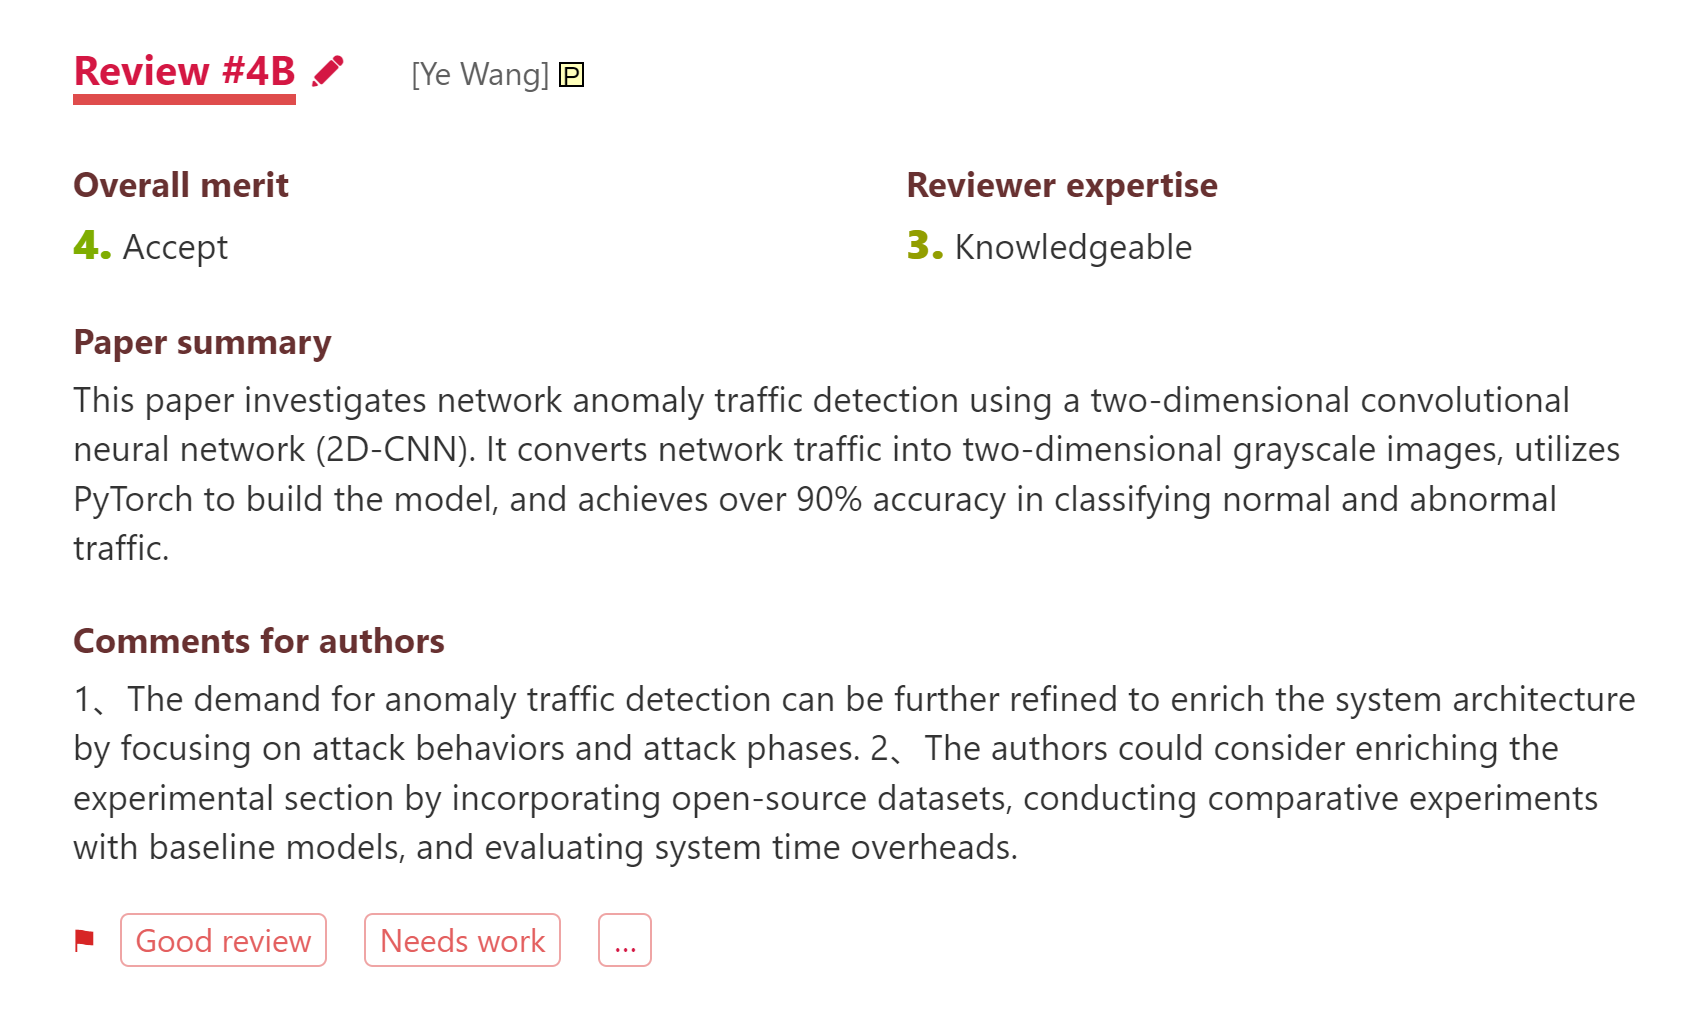 Review #4B [Ye Wang] P
Overall merit
4. Accept
Reviewer expertise
3. Knowledgeable
Paper summary
This paper investigates network anomaly traffic detection using a two-dimensional convolutional
neural network (2D-CNN). It converts network traffic into two-dimensional grayscale images, utilizes
PyTorch to build the model, and achieves over 90% accuracy in classifying normal and abnormal
traffic.
Comments for authors
1、The demand for anomaly traffic detection can be further refined to enrich the system architecture
by focusing on attack behaviors and attack phases. 2、The authors could consider enriching the
experimental section by incorporating open-source datasets, conducting comparative experiments
with baseline models, and evaluating system time overheads.
Good review Needs work ...